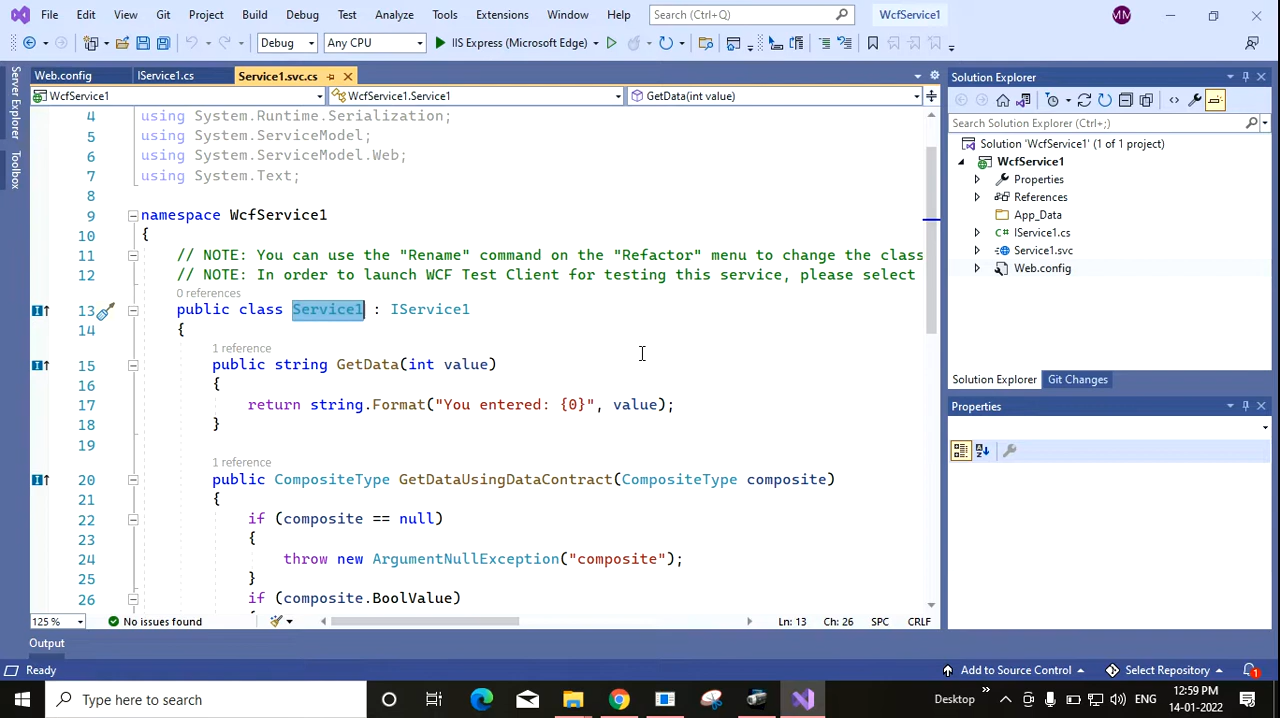 File Edit View Git Project Build Debug Test Analyze Tools Extensions Window Help Search (Ctrl+Q) WcfService1 MM
Debug Any CPU IIS Express (Microsoft Edge)
Web.config IService1.cs Service1.svc.cs
WcfService1 WcfService1.Service1 GetData(int value)
Server Explorer
Toolbox
4 using System.Runtime.Serialization;
5 using System.ServiceModel;
6 using System.ServiceModel.Web;
7 using System.Text;
8
9 namespace WcfService1
10 {
11 // NOTE: You can use the "Rename" command on the "Refactor" menu to change the class
12 // NOTE: In order to launch WCF Test Client for testing this service, please select
0 references
13 public class Service1 : IService1
14 {
1 reference
15 public string GetData(int value)
16 {
17 return string.Format("You entered: {0}", value);
18 }
19
1 reference
20 public CompositeType GetDataUsingDataContract(CompositeType composite)
21 {
22 if (composite == null)
23 {
24 throw new ArgumentNullException("composite");
25 }
26 if (composite.BoolValue)
125 % No issues found Ln: 13 Ch: 26 SPC CRLF
Solution Explorer
Search Solution Explorer (Ctrl+;)
Solution 'WcfService1' (1 of 1 project)
WcfService1
Properties
References
App_Data
IService1.cs
Service1.svc
Web.config
Solution Explorer Git Changes
Properties
Output
Ready Add to Source Control Select Repository 1
Type here to search Desktop ENG 12:59 PM
14-01-2022